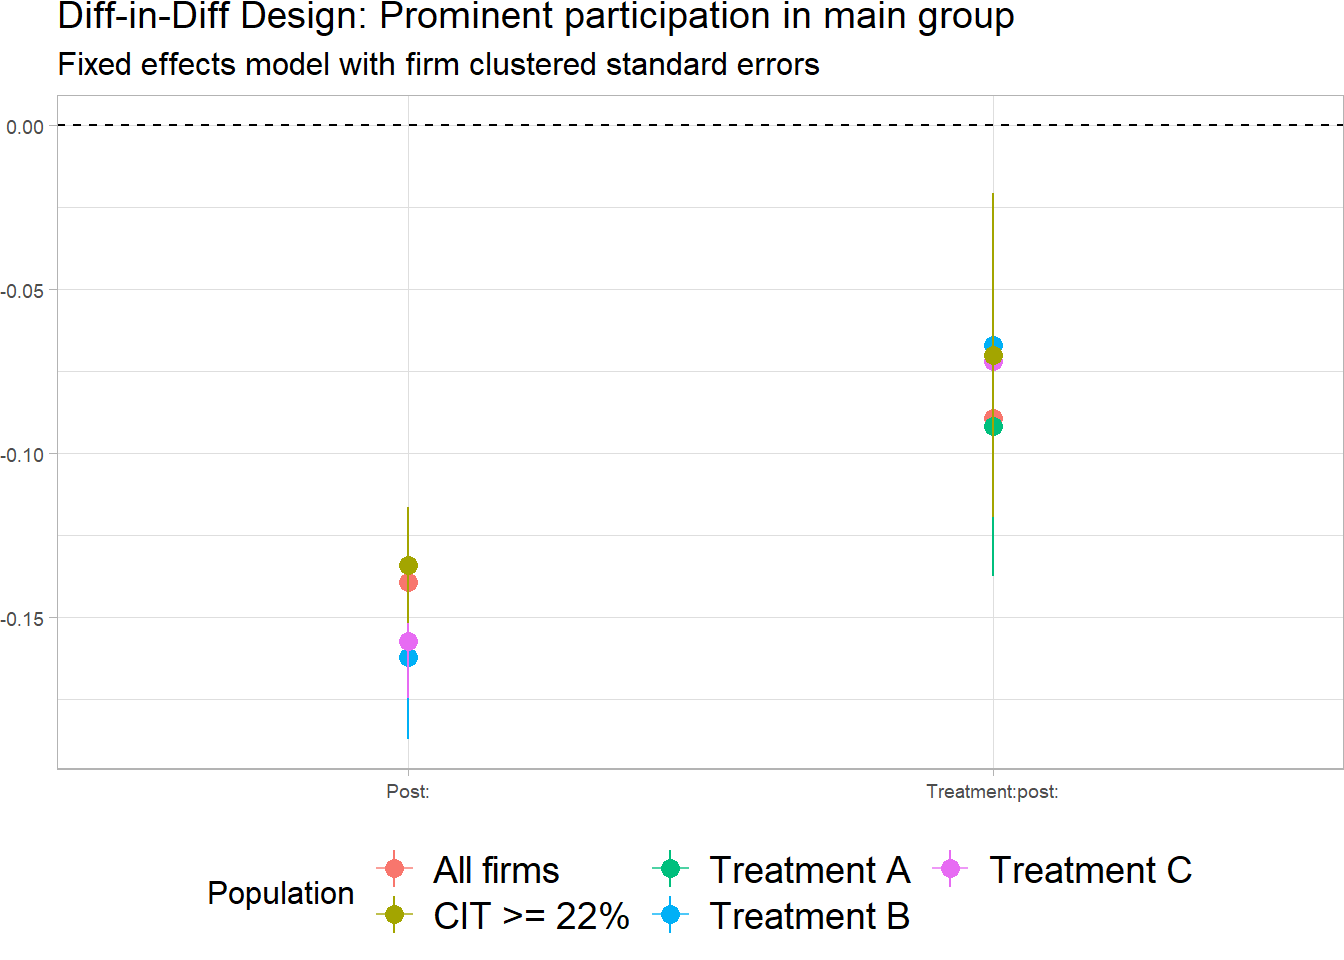 Diff-in-Diff Design: Prominent participation in main group
Fixed effects model with firm clustered standard errors
0.00
-0.05
-0.10
-0.15
Post:
Treatment:post:
Population
All firms
CIT >= 22%
Treatment A
Treatment B
Treatment C